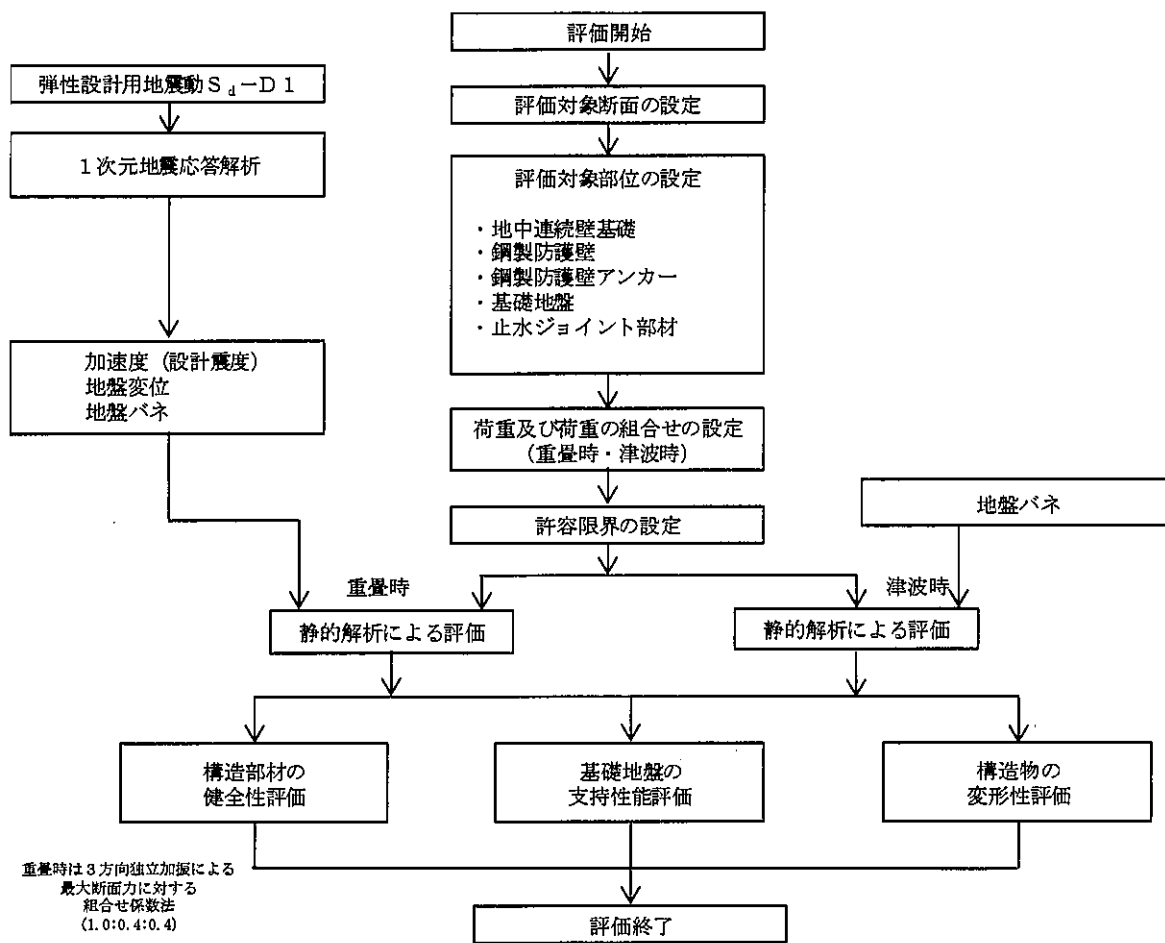 評価開始
弾性設計用地震動Ｓd－Ｄ１
評価対象断面の設定
１次元地震応答解析
評価対象部位の設定
・地中連続壁基礎
・鋼製防護壁
・鋼製防護壁アンカー
・基礎地盤
・止水ジョイント部材
加速度（設計震度）
地盤変位
地盤バネ
荷重及び荷重の組合せの設定
（重畳時・津波時）
地盤バネ
許容限界の設定
重畳時
津波時
静的解析による評価
静的解析による評価
構造部材の
健全性評価
基礎地盤の
支持性能評価
構造物の
変形性評価
重畳時は３方向独立加振による
最大断面力に対する
組合せ係数法
(1.0:0.4:0.4)
評価終了